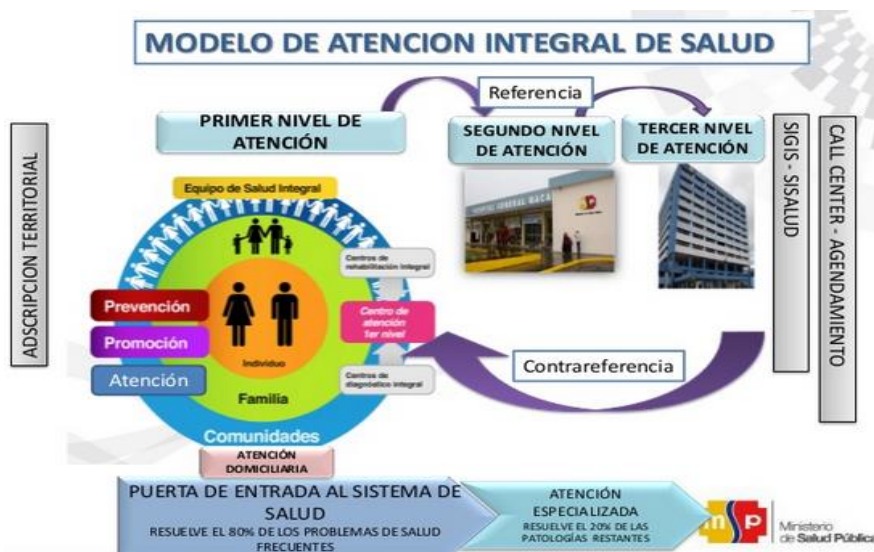 MODELO DE ATENCION INTEGRAL DE SALUD
ADSCRIPCION TERRITORIAL
PRIMER NIVEL DE
ATENCIÓN
Referencia
SEGUNDO NIVEL
DE ATENCIÓN
TERCER NIVEL
DE ATENCIÓN
SIGIS - SISALUD
CALL CENTER - AGENDAMIENTO
Equipo de Salud Integral
Centros de
rehabilitación integral
Prevención
Promoción
Atención
Centro de
atención
1er nivel
Individuo
Centros de
diagnóstico integral
Familia
Comunidades
Contrareferencia
ATENCIÓN
DOMICILIARIA
PUERTA DE ENTRADA AL SISTEMA DE
SALUD
RESUELVE EL 80% DE LOS PROBLEMAS DE SALUD
FRECUENTES
ATENCIÓN
ESPECIALIZADA
RESUELVE EL 20% DE LAS
PATOLOGÍAS RESTANTES
msp
Ministerio
de Salud Pública